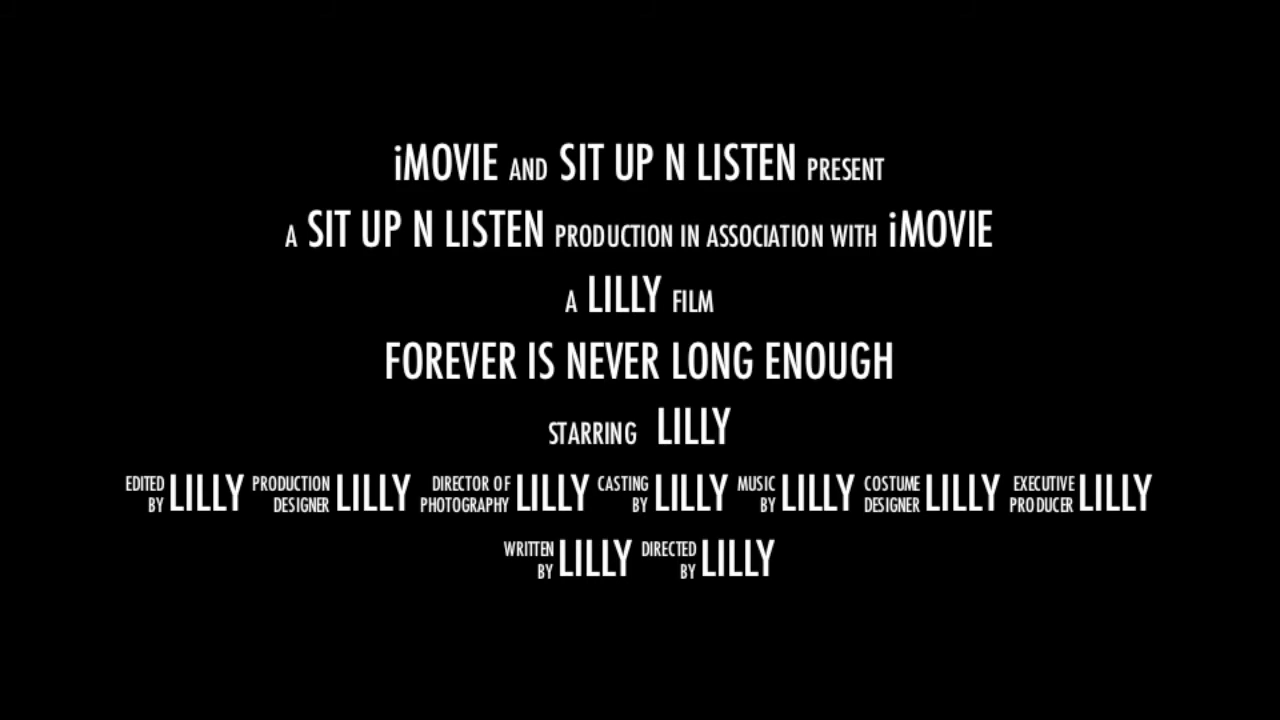 iMOVIE AND SIT UP N LISTEN PRESENT
A SIT UP N LISTEN PRODUCTION IN ASSOCIATION WITH iMOVIE
A LILLY FILM
FOREVER IS NEVER LONG ENOUGH
STARRING LILLY
EDITED BY LILLY PRODUCTION DESIGNER LILLY DIRECTOR OF PHOTOGRAPHY LILLY CASTING BY LILLY MUSIC BY LILLY COSTUME DESIGNER LILLY EXECUTIVE PRODUCER LILLY
WRITTEN BY LILLY DIRECTED BY LILLY